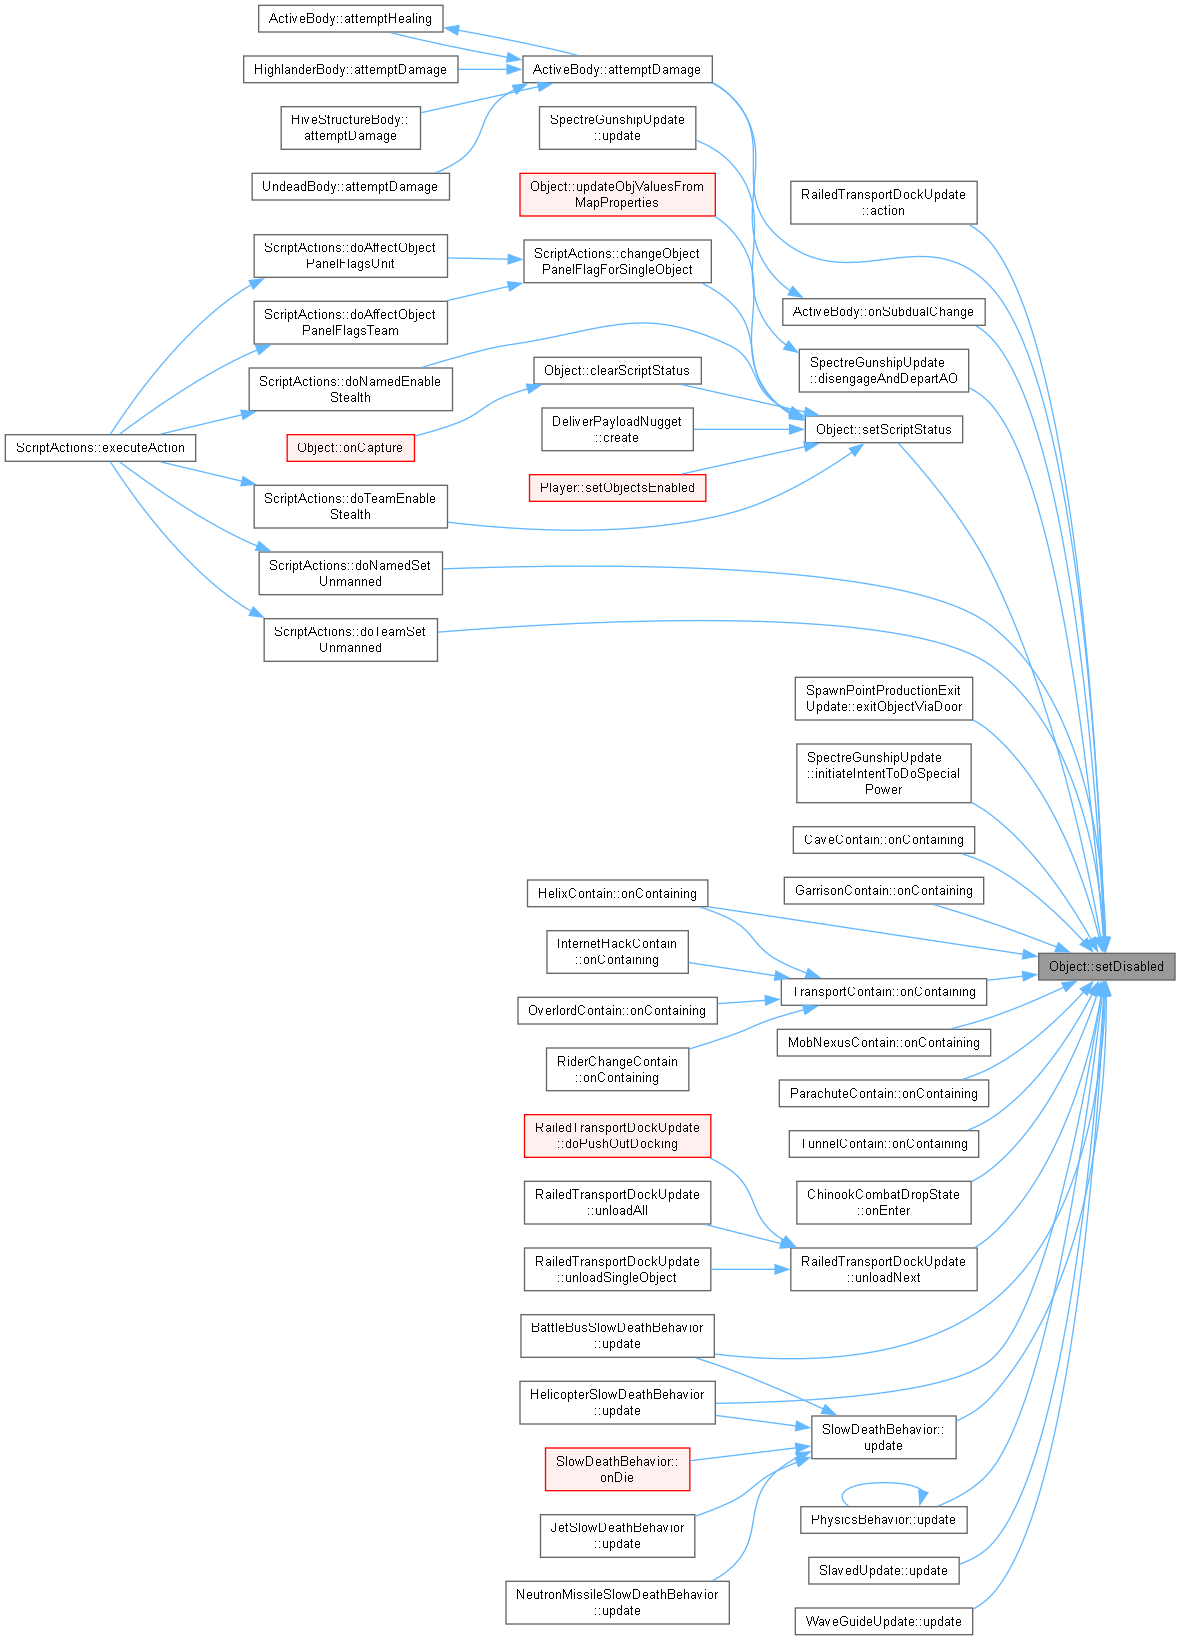 ActiveBody::attemptHealing
HighlanderBody::attemptDamage
ActiveBody::attemptDamage
HiveStructureBody::
attemptDamage
SpectreGunshipUpdate
::update
UndeadBody::attemptDamage
Object::updateObjValuesFrom
MapProperties
RailedTransportDockUpdate
::action
ScriptActions::doAffectObject
PanelFlagsUnit
ScriptActions::changeObject
PanelFlagForSingleObject
ScriptActions::doAffectObject
PanelFlagsTeam
ActiveBody::onSubdualChange
ScriptActions::doNamedEnable
Stealth
Object::clearScriptStatus
SpectreGunshipUpdate
::disengageAndDepartAO
ScriptActions::executeAction
Object::onCapture
DeliverPayloadNugget
::create
Object::setScriptStatus
Player::setObjectsEnabled
ScriptActions::doTeamEnable
Stealth
ScriptActions::doNamedSet
Unmanned
ScriptActions::doTeamSet
Unmanned
SpawnPointProductionExit
Update::exitObjectViaDoor
SpectreGunshipUpdate
::initiateIntentToDoSpecial
Power
CaveContain::onContaining
HelixContain::onContaining
GarrisonContain::onContaining
InternetHackContain
::onContaining
Object::setDisabled
TransportContain::onContaining
OverlordContain::onContaining
MobNexusContain::onContaining
RiderChangeContain
::onContaining
ParachuteContain::onContaining
RailedTransportDockUpdate
::doPushOutDocking
TunnelContain::onContaining
RailedTransportDockUpdate
::unloadAll
ChinookCombatDropState
::onEnter
RailedTransportDockUpdate
::unloadSingleObject
RailedTransportDockUpdate
::unloadNext
BattleBusSlowDeathBehavior
::update
HelicopterSlowDeathBehavior
::update
SlowDeathBehavior::
update
SlowDeathBehavior::
onDie
JetSlowDeathBehavior
::update
PhysicsBehavior::update
SlavedUpdate::update
NeutronMissileSlowDeathBehavior
::update
WaveGuideUpdate::update